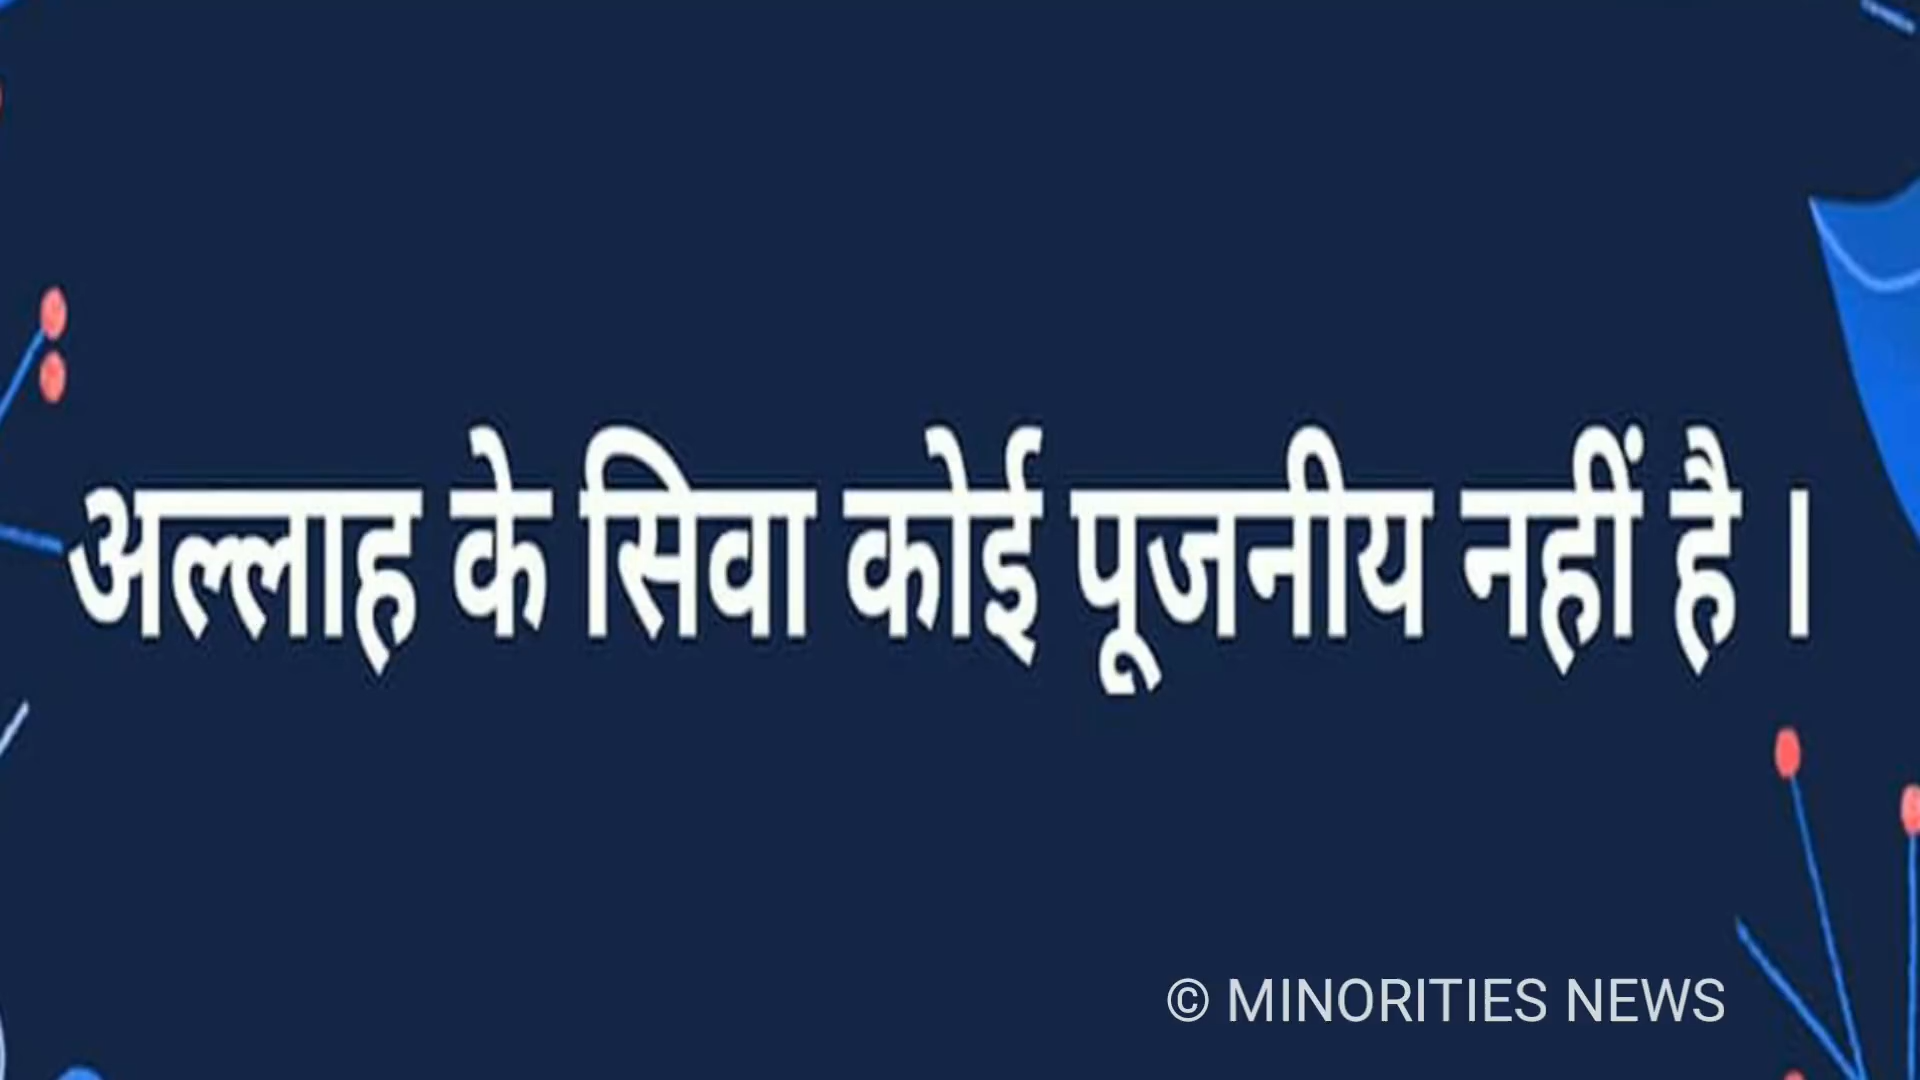 अल्लाह के सिवा कोई पूजनीय नहीं है ।
© MINORITIES NEWS